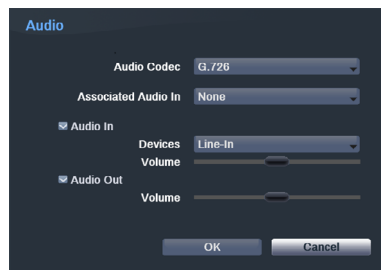 Audio
Audio Codec G.726
Associated Audio In None
Audio In
Devices Line-In
Volume
Audio Out
Volume
OK Cancel